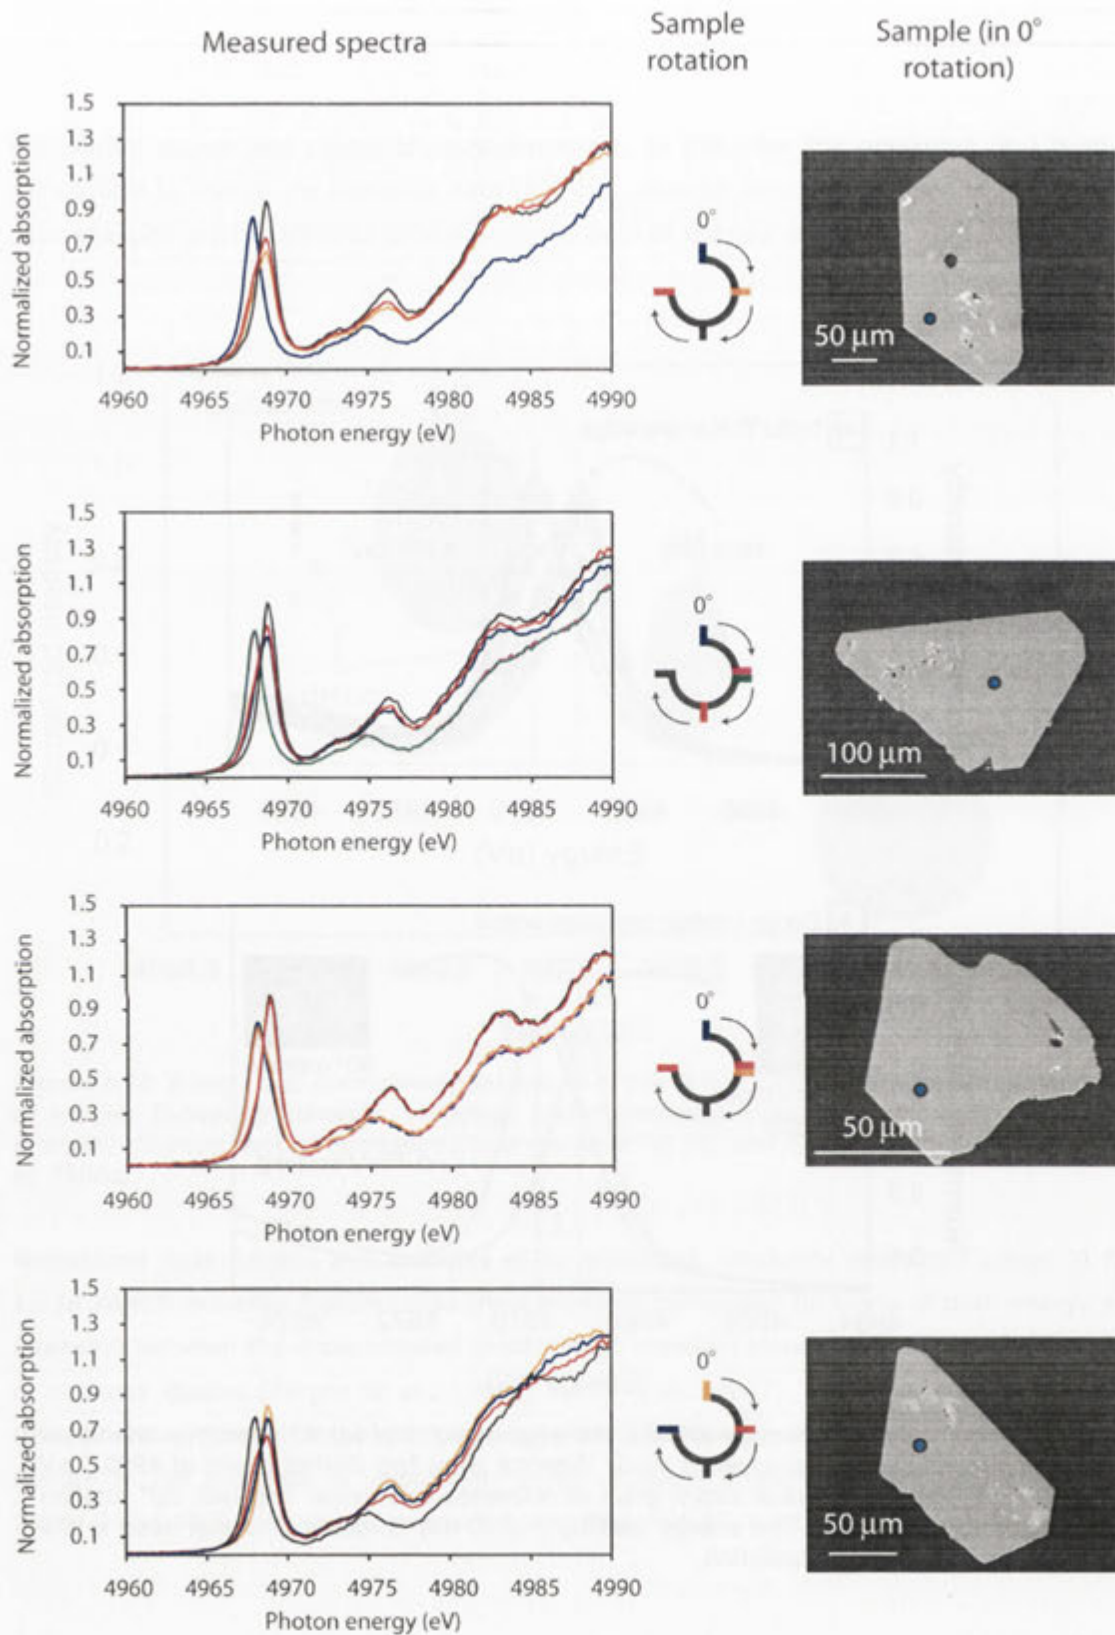 Measured spectra
Sample rotation
Sample (in 0° rotation)
Normalized absorption
1.5
1.3
1.1
0.9
0.7
0.5
0.3
0.1
4960 4965 4970 4975 4980 4985 4990
Photon energy (eV)
0°
50 µm
Normalized absorption
1.5
1.3
1.1
0.9
0.7
0.5
0.3
0.1
4960 4965 4970 4975 4980 4985 4990
Photon energy (eV)
0°
100 µm
Normalized absorption
1.5
1.3
1.1
0.9
0.7
0.5
0.3
0.1
4960 4965 4970 4975 4980 4985 4990
Photon energy (eV)
0°
50 µm
Normalized absorption
1.5
1.3
1.1
0.9
0.7
0.5
0.3
0.1
4960 4965 4970 4975 4980 4985 4990
Photon energy (eV)
0°
50 µm